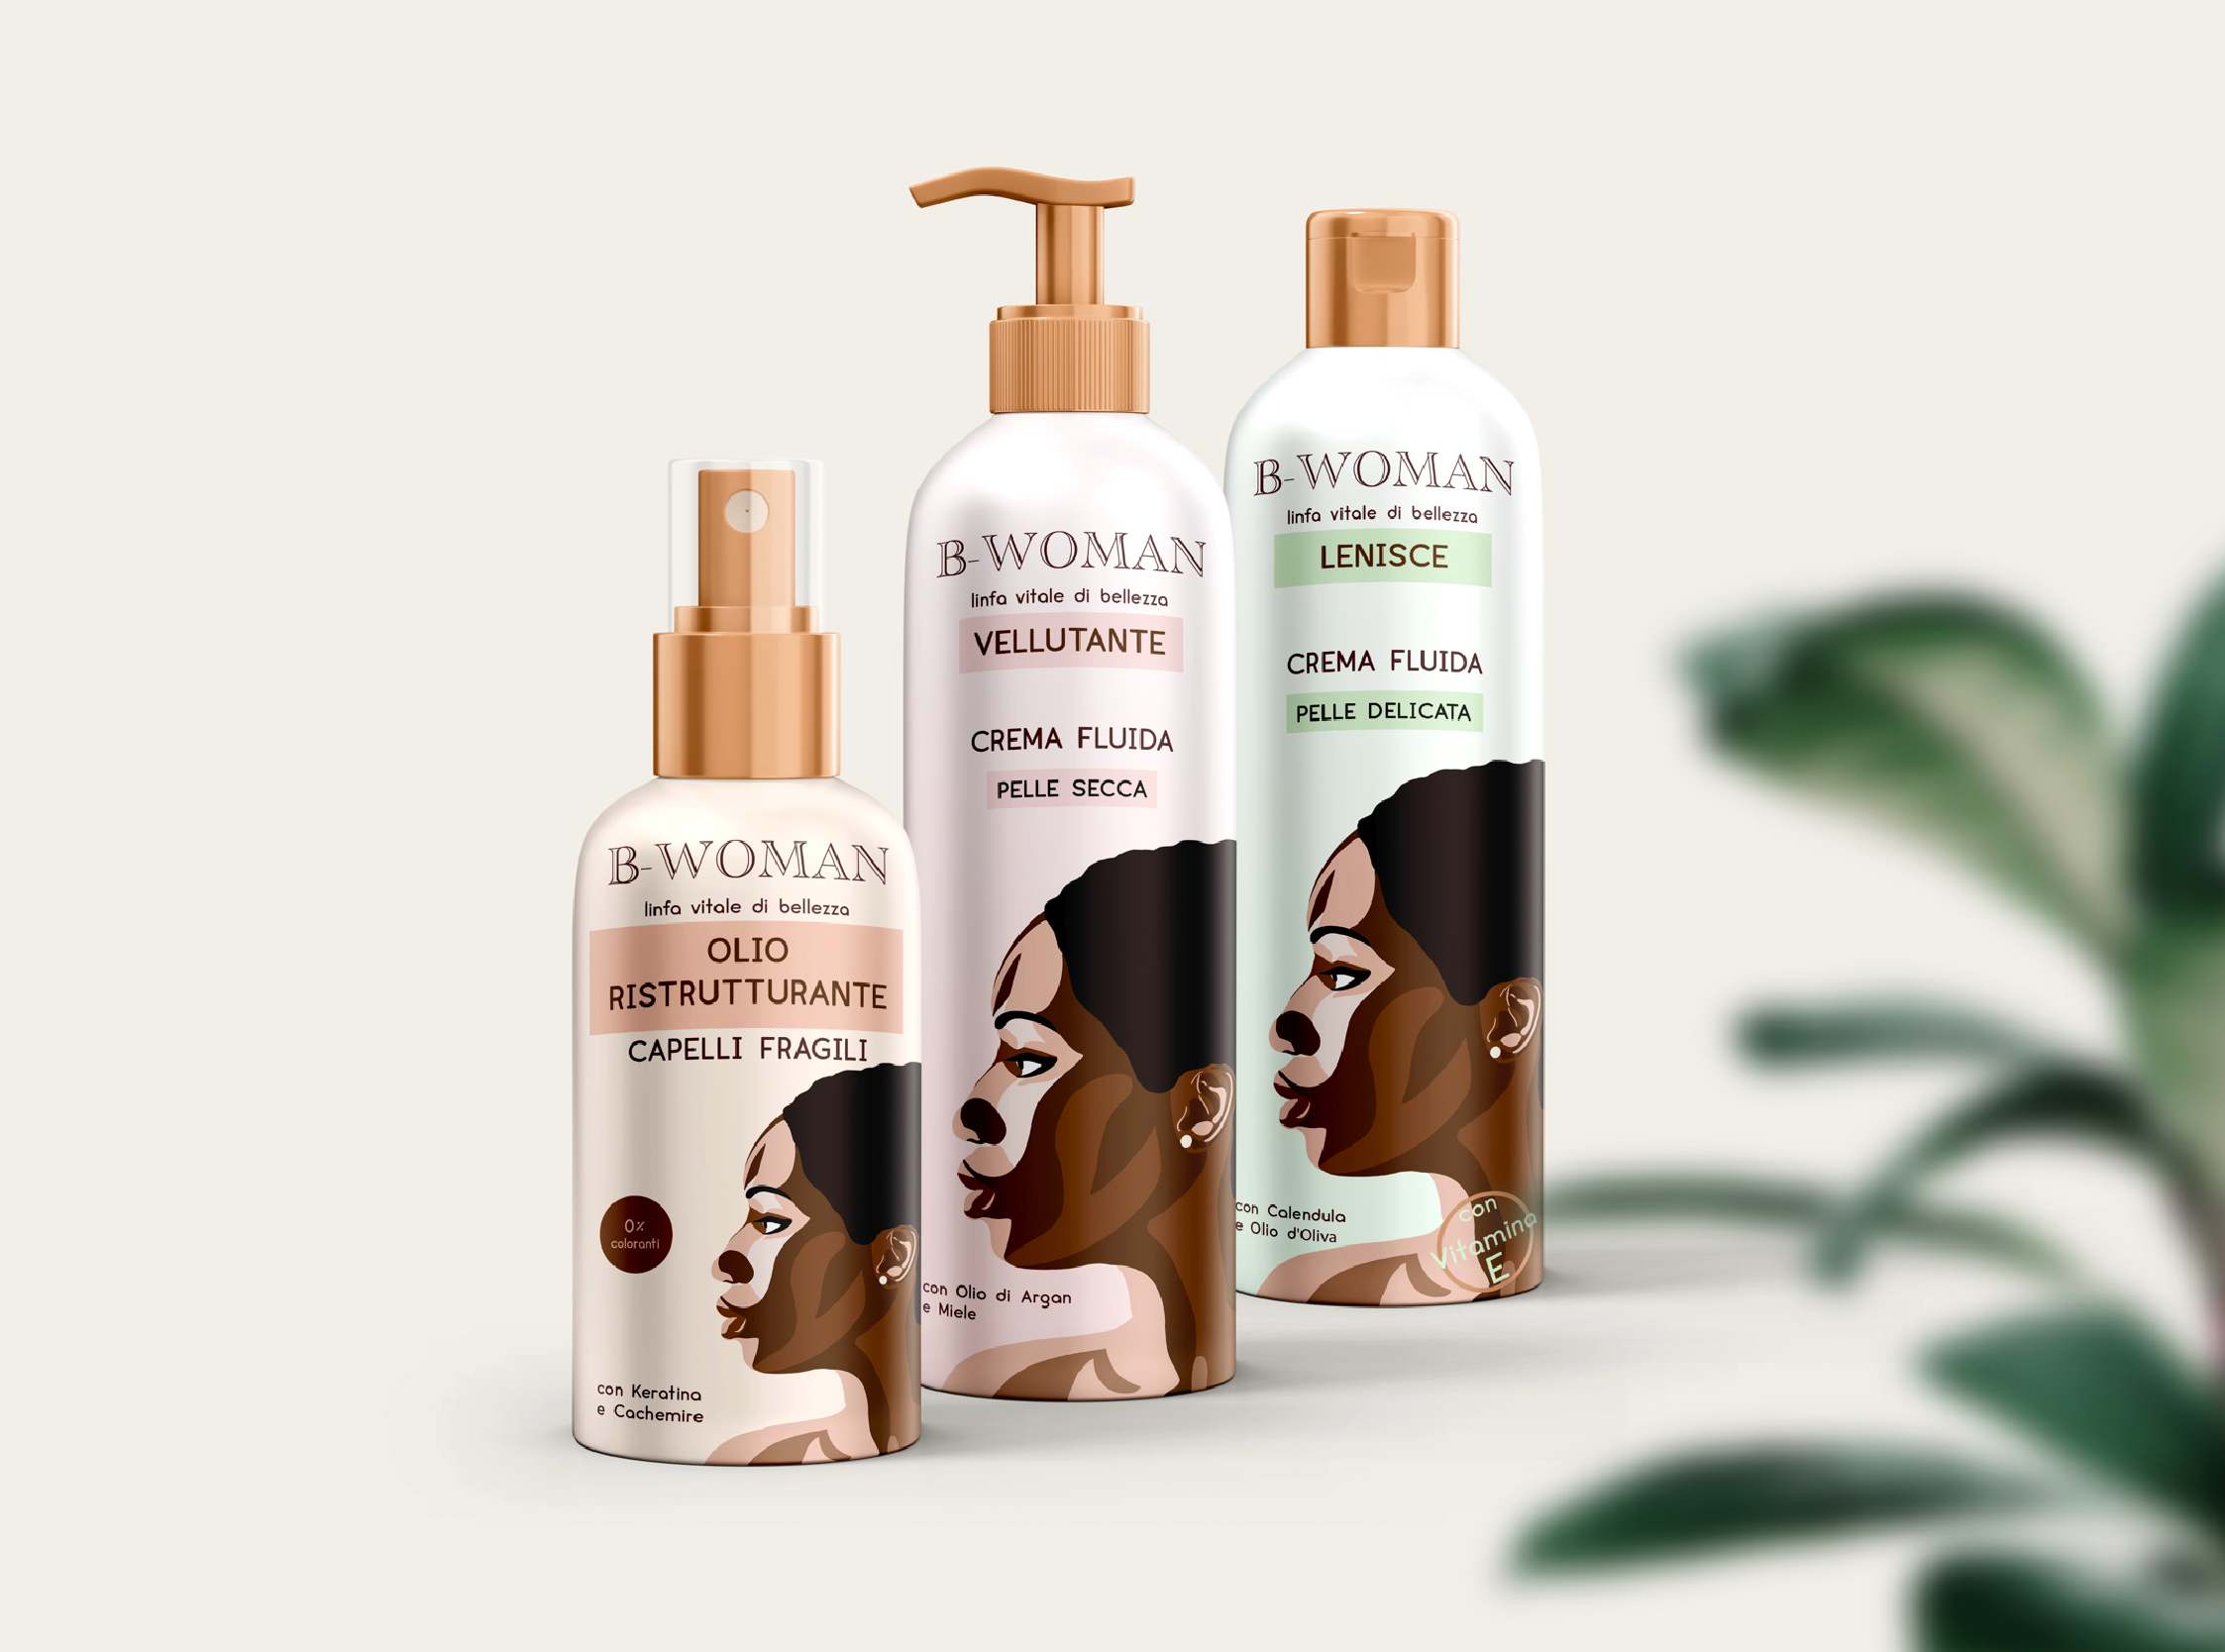 B-WOMAN
linfa vitale di bellezza
OLIO
RISTRUTTURANTE
CAPELLI FRAGILI
0%
coloranti
con Keratina
e Cachemire
B-WOMAN
linfa vitale di bellezza
VELLUTANTE
CREMA FLUIDA
PELLE SECCA
con Olio di Argan
e Miele
B-WOMAN
linfa vitale di bellezza
LENISCE
CREMA FLUIDA
PELLE DELICATA
con Calendula
e Olio d'Oliva
con
Vitamina
E